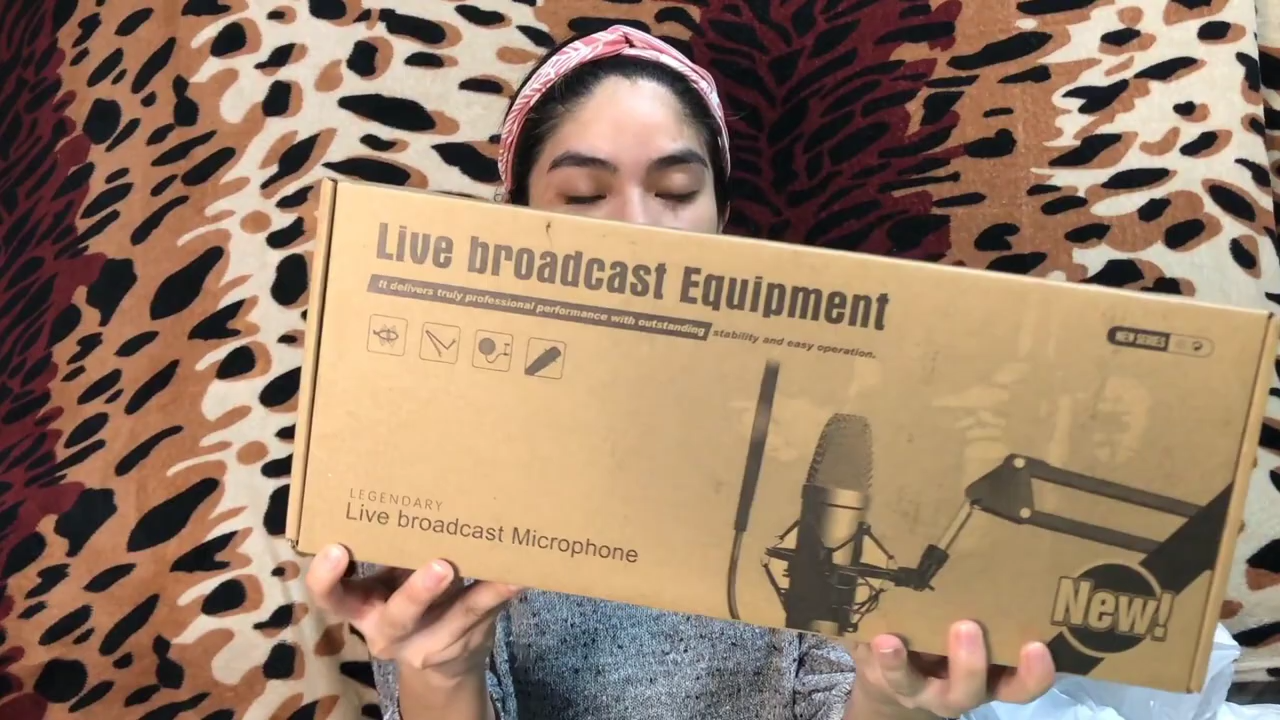 Live broadcast Equipment
It delivers truly professional performance with outstanding stability and easy operation.
NEW SERIES
LEGENDARY
Live broadcast Microphone
New!